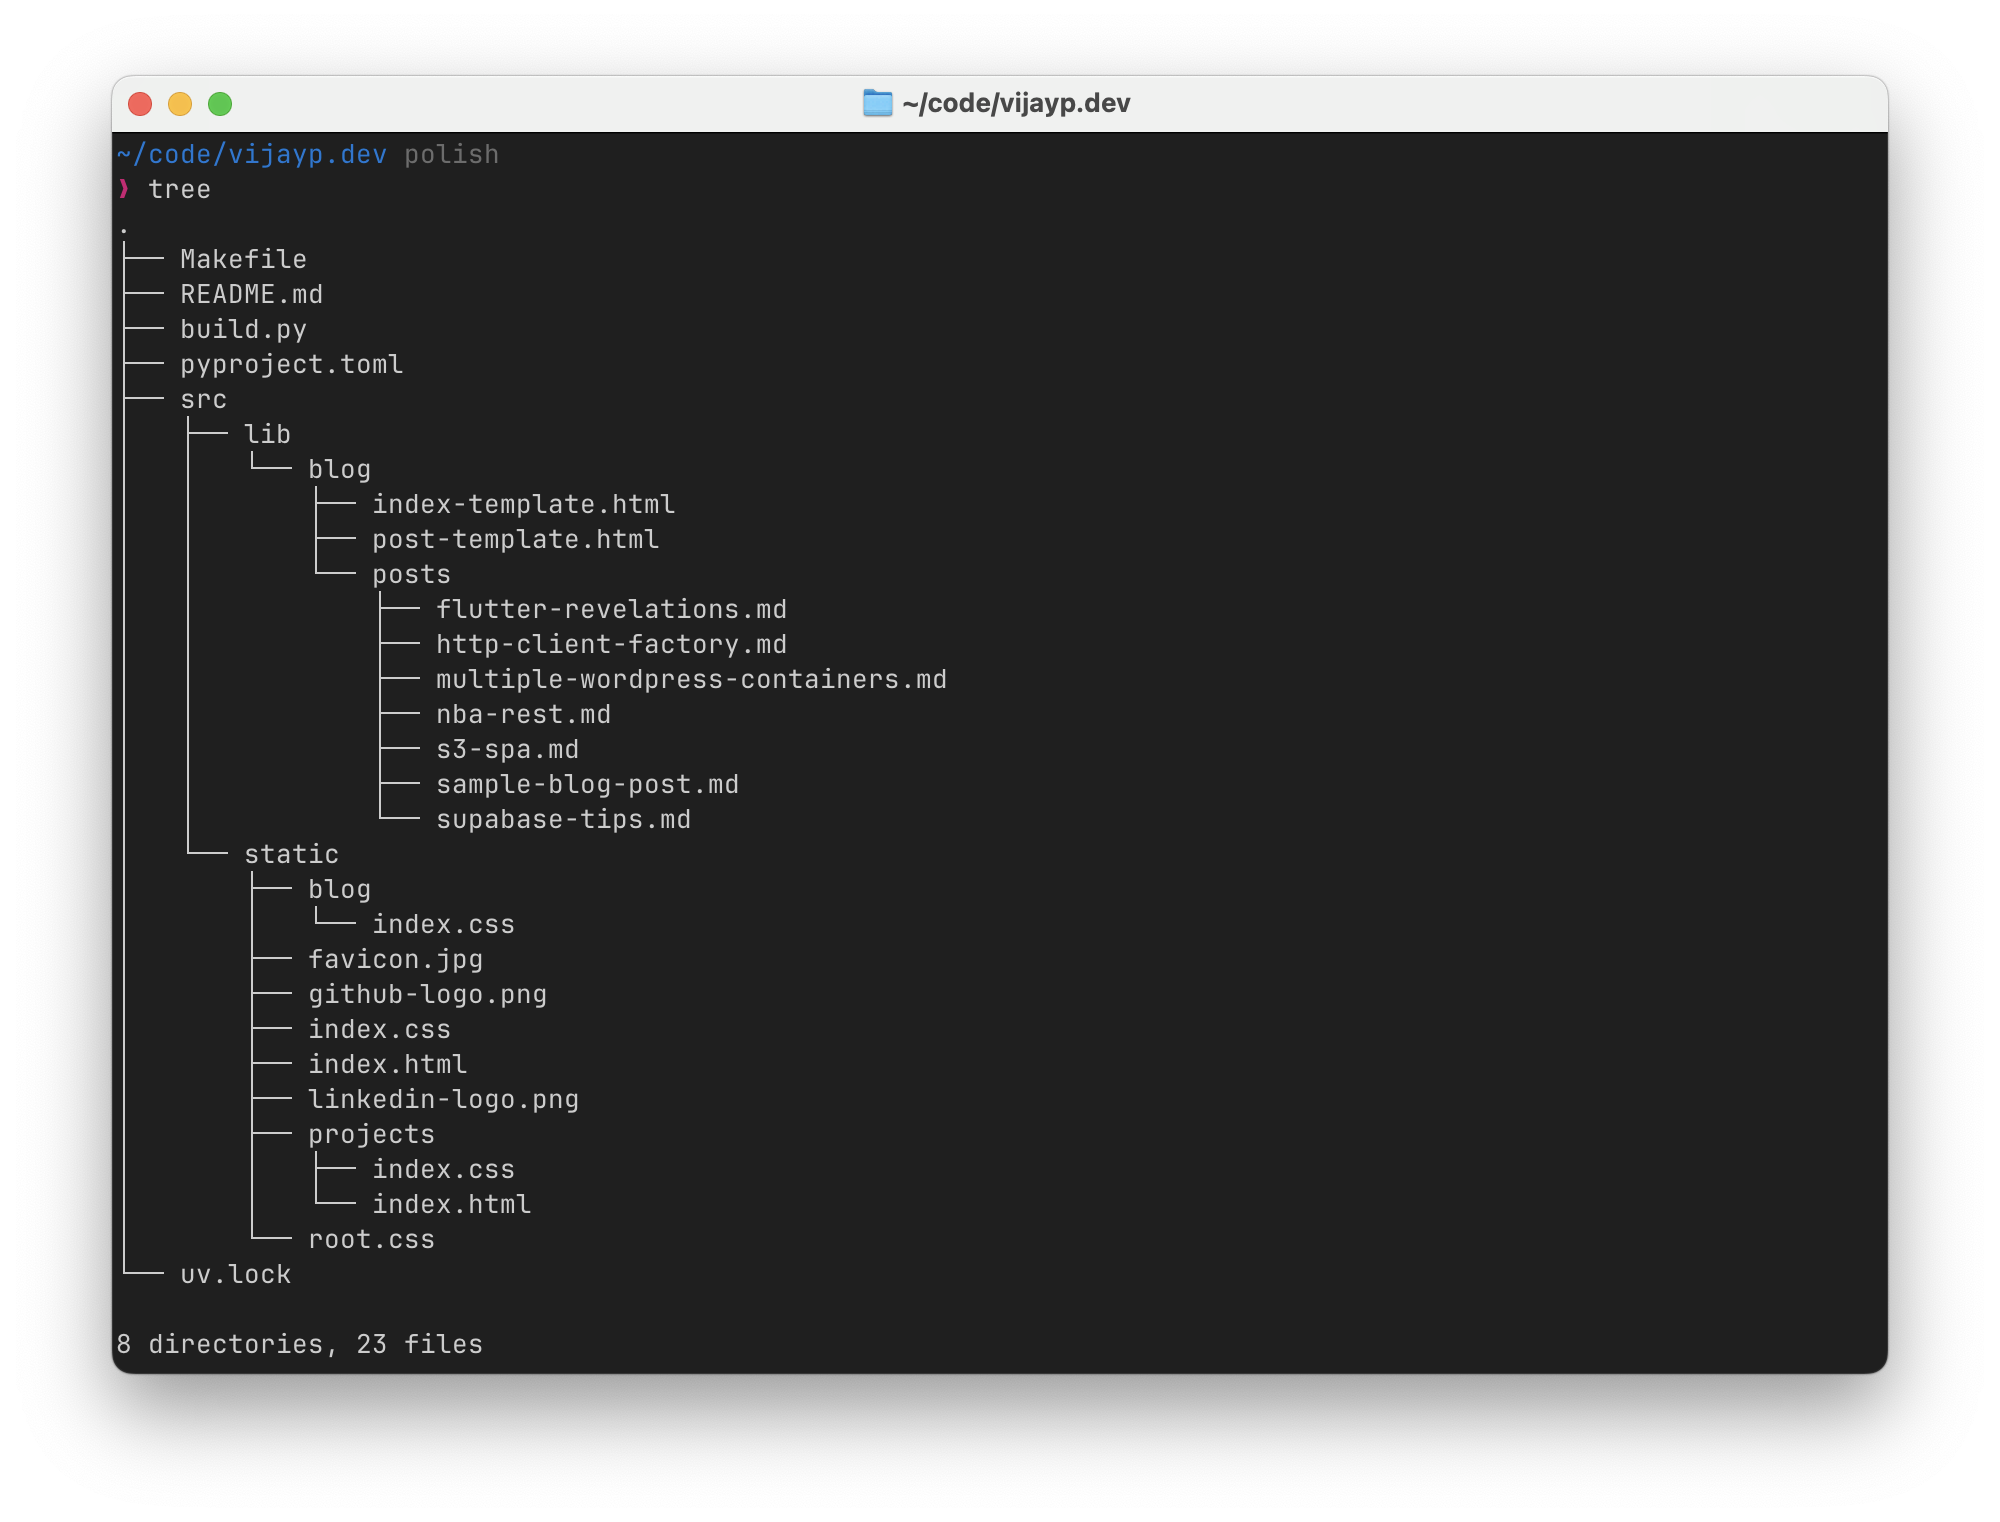 ~/code/vijayp.dev
~/code/vijayp.dev polish
❯ tree
.
├── Makefile
├── README.md
├── build.py
├── pyproject.toml
├── src
│   ├── lib
│   │   └── blog
│   │       ├── index-template.html
│   │       ├── post-template.html
│   │       └── posts
│   │           ├── flutter-revelations.md
│   │           ├── http-client-factory.md
│   │           ├── multiple-wordpress-containers.md
│   │           ├── nba-rest.md
│   │           ├── s3-spa.md
│   │           ├── sample-blog-post.md
│   │           └── supabase-tips.md
│   └── static
│       ├── blog
│       │   └── index.css
│       ├── favicon.jpg
│       ├── github-logo.png
│       ├── index.css
│       ├── index.html
│       ├── linkedin-logo.png
│       ├── projects
│       │   ├── index.css
│       │   └── index.html
│       └── root.css
└── uv.lock
8 directories, 23 files